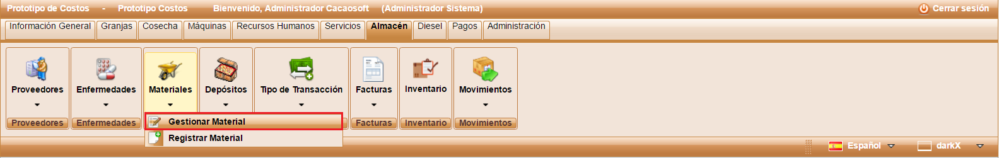 Prototipo de Costos - Prototipo Costos Bienvenido, Administrador Cacaosoft (Administrador Sistema) Cerrar sesión
Información General Granjas Cosecha Máquinas Recursos Humanos Servicios Almacén Diesel Pagos Administración
Proveedores Enfermedades Materiales Depósitos Tipo de Transacción Facturas Inventario Movimientos
Proveedores Enfermedades Gestionar Material Facturas Inventario Movimientos
Registrar Material
Español darkX